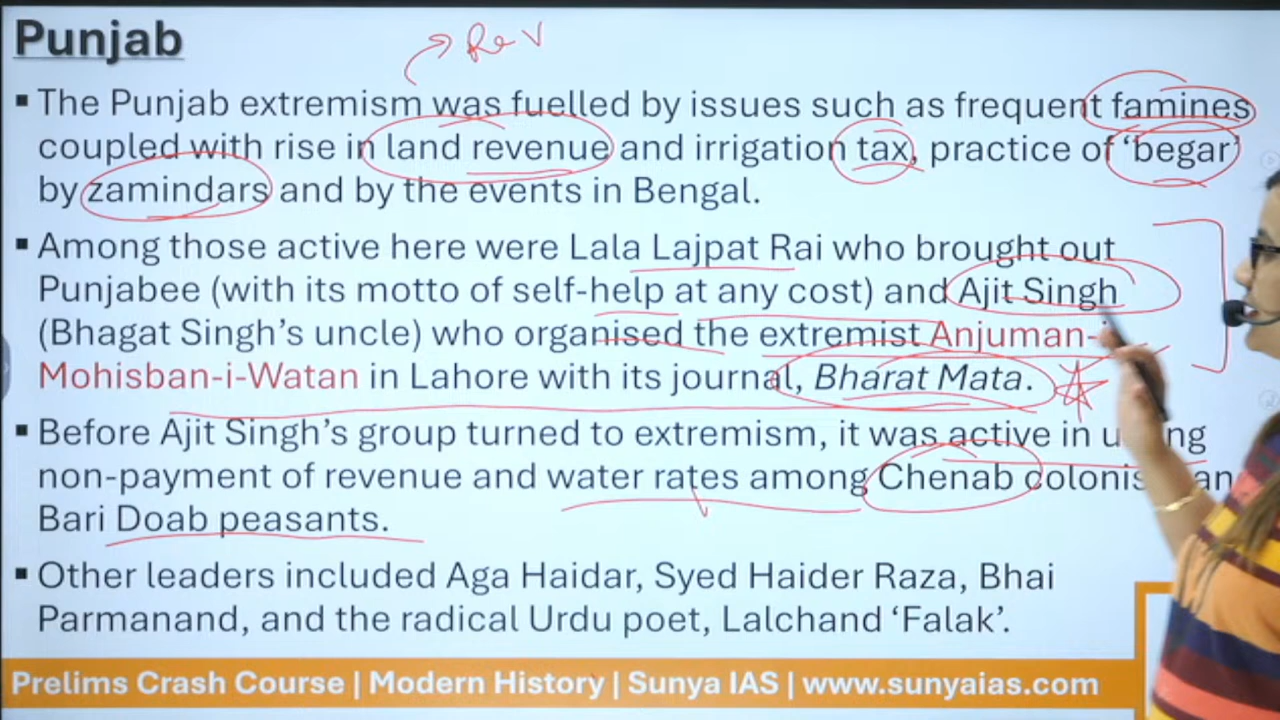 Punjab
Rev
▪ The Punjab extremism was fuelled by issues such as frequent famines
coupled with rise in land revenue and irrigation tax, practice of ‘begar’
by zamindars and by the events in Bengal.
▪ Among those active here were Lala Lajpat Rai who brought out
Punjabee (with its motto of self-help at any cost) and Ajit Singh
(Bhagat Singh’s uncle) who organised the extremist Anjuman-i-
Mohisban-i-Watan in Lahore with its journal, Bharat Mata.
▪ Before Ajit Singh’s group turned to extremism, it was active in
non-payment of revenue and water rates among Chenab
Bari Doab peasants.
▪ Other leaders included Aga Haidar, Syed Haider Raza, Bhai
Parmanand, and the radical Urdu poet, Lalchand ‘Falak’.
Prelims Crash Course | Modern History | Sunya IAS | www.sunyaias.com